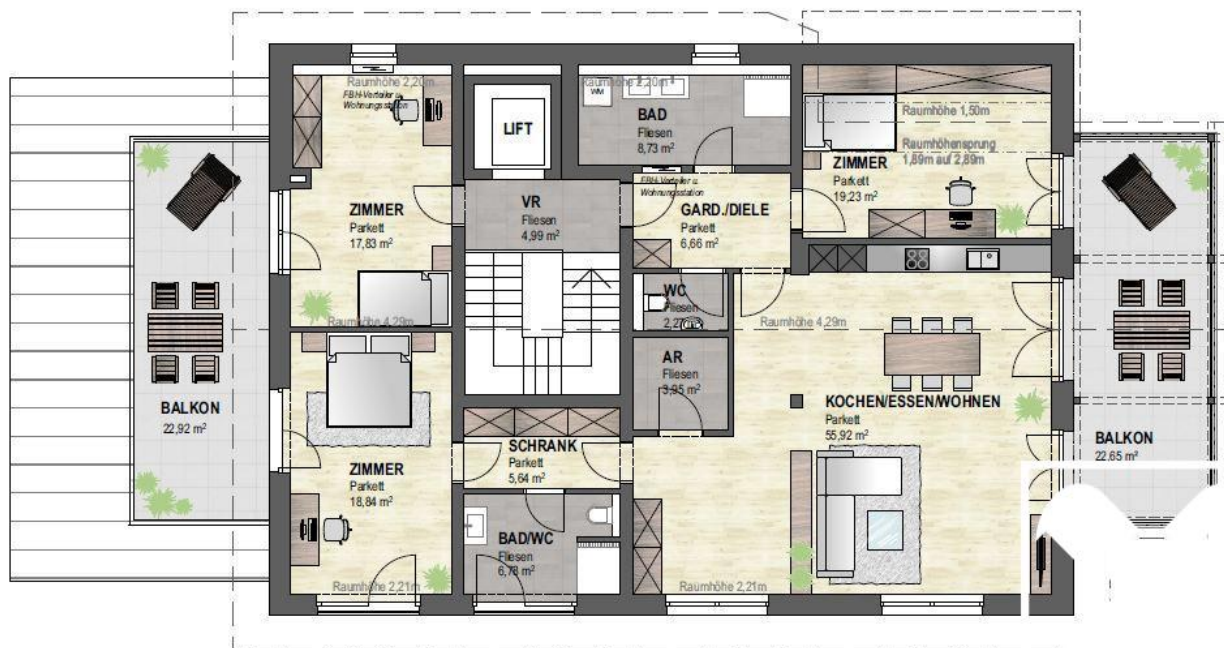 Raumhöhe 2,20m
FBH-Verteiler u.
Wohnungsstation
ZIMMER
Parkett
17,83 m²
Raumhöhe 4,29m
LIFT
VR
Fliesen
4,99 m²
Raumhöhe 2,20m
WM
BAD
Fliesen
8,73 m²
FBH-Verteiler u.
Wohnungsstation
GARD./DIELE
Parkett
6,66 m²
Raumhöhe 1,50m
Raumhöhensprung
1,89m auf 2,89m
ZIMMER
Parkett
19,23 m²
WC
Fliesen
2,27
Raumhöhe 4,29m
AR
Fliesen
3,95 m²
BALKON
22,92 m²
ZIMMER
Parkett
18,84 m²
Raumhöhe 2,21m
SCHRANK
Parkett
5,64 m²
BAD/WC
Fliesen
6,78 m²
KOCHEN/ESSEN/WOHNEN
Parkett
55,92 m²
Raumhöhe 2,21m
BALKON
22,65 m²